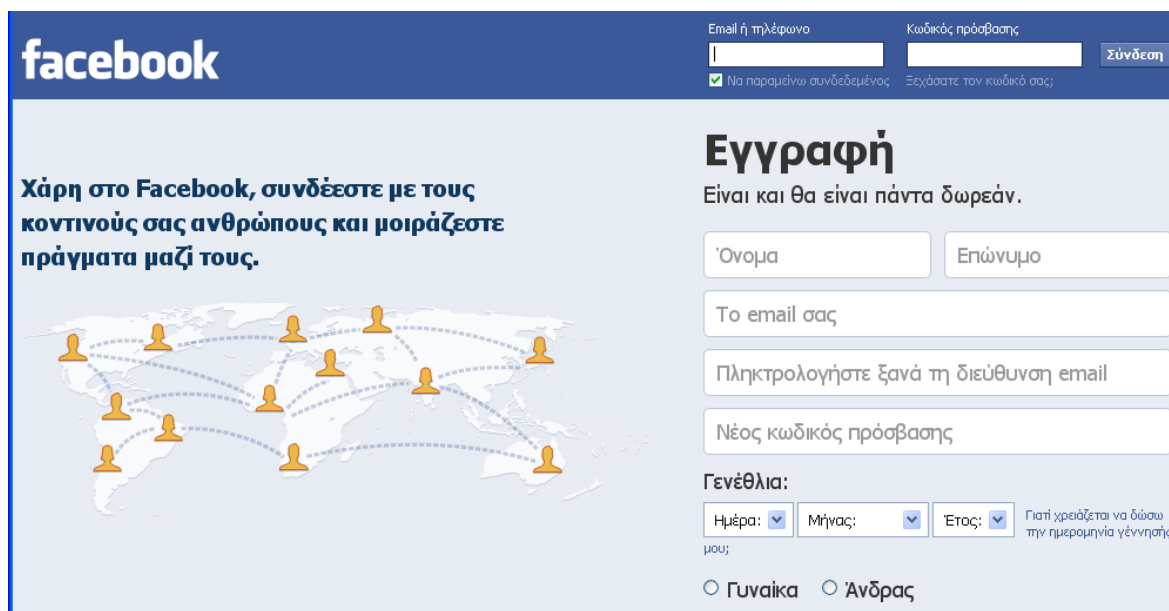 facebook
Email ή τηλέφωνο
Κωδικός πρόσβασης
Σύνδεση
Να παραμείνω συνδεδεμένος
Ξεχάσατε τον κωδικό σας;
Χάρη στο Facebook, συνδέεστε με τους
κοντινούς σας ανθρώπους και μοιράζεστε
πράγματα μαζί τους.
Εγγραφή
Είναι και θα είναι πάντα δωρεάν.
Όνομα
Επώνυμο
Το email σας
Πληκτρολογήστε ξανά τη διεύθυνση email
Νέος κωδικός πρόσβασης
Γενέθλια:
Ημέρα:
Μήνας:
Έτος:
Γιατί χρειάζεται να δώσω
την ημερομηνία γέννησής
μου;
Γυναίκα
Άνδρας